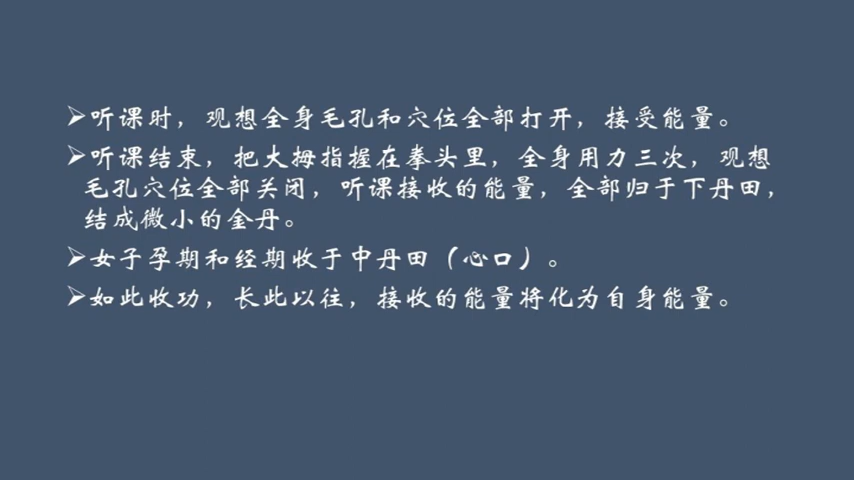 ➢听课时，观想全身毛孔和穴位全部打开，接受能量。
➢听课结束，把大拇指握在拳头里，全身用力三次，观想
毛孔穴位全部关闭，听课接收的能量，全部归于下丹田，
结成微小的金丹。
➢女子孕期和经期收于中丹田（心口）。
➢如此收功，长此以往，接收的能量将化为自身能量。